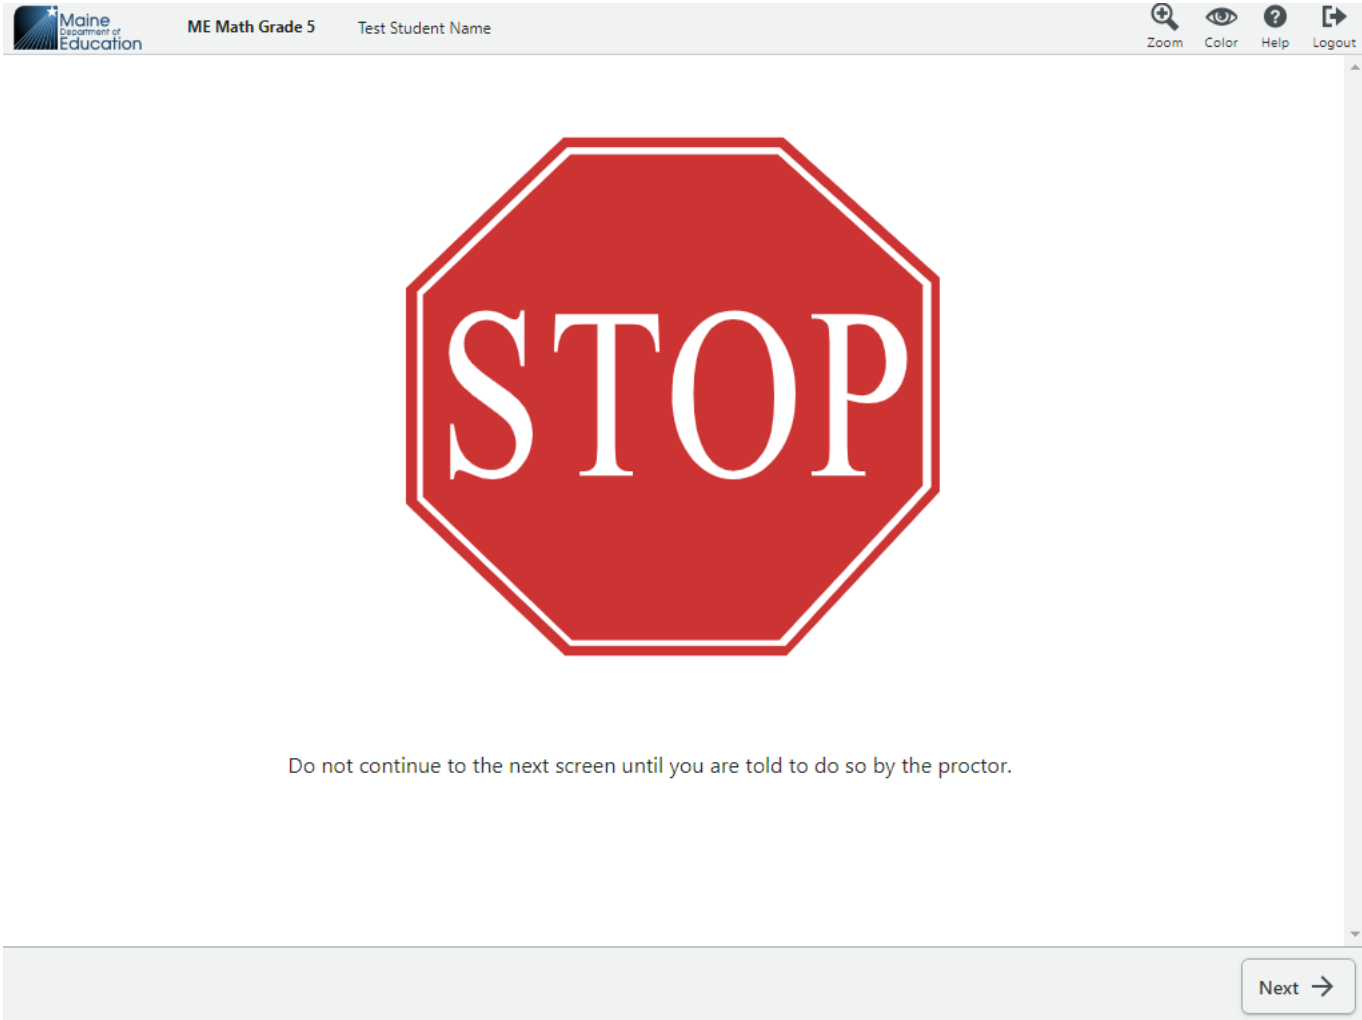 Maine
Department of
Education
ME Math Grade 5
Test Student Name
Zoom
Color
Help
Logout
STOP
Do not continue to the next screen until you are told to do so by the proctor.
Next